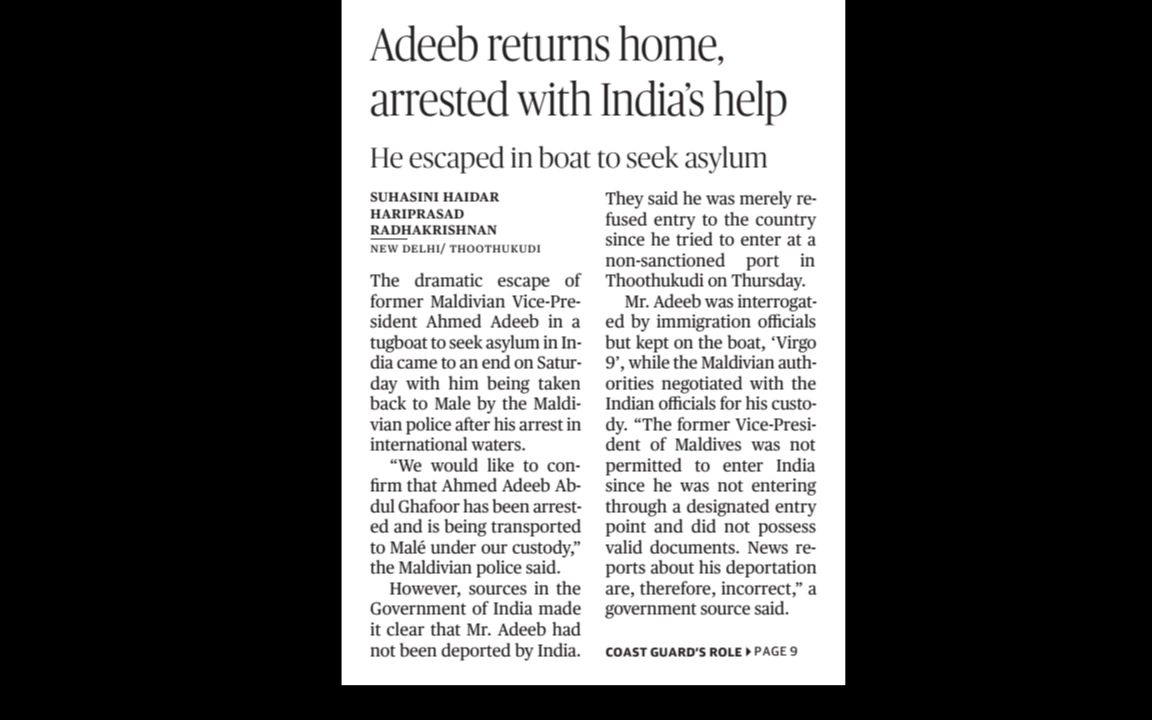 Adeeb returns home,
arrested with India's help
He escaped in boat to seek asylum
SUHASINI HAIDAR
HARIPRASAD
RADHAKRISHNAN
NEW DELHI/ THOOTHUKUDI
The dramatic escape of
former Maldivian Vice-Pre-
sident Ahmed Adeeb in a
tugboat to seek asylum in In-
dia came to an end on Satur-
day with him being taken
back to Male by the Maldi-
vian police after his arrest in
international waters.
“We would like to con-
firm that Ahmed Adeeb Ab-
dul Ghafoor has been arrest-
ed and is being transported
to Malé under our custody,”
the Maldivian police said.
However, sources in the
Government of India made
it clear that Mr. Adeeb had
not been deported by India.
They said he was merely re-
fused entry to the country
since he tried to enter at a
non-sanctioned port in
Thoothukudi on Thursday.
Mr. Adeeb was interrogat-
ed by immigration officials
but kept on the boat, ‘Virgo
9’, while the Maldivian auth-
orities negotiated with the
Indian officials for his custo-
dy. “The former Vice-Presi-
dent of Maldives was not
permitted to enter India
since he was not entering
through a designated entry
point and did not possess
valid documents. News re-
ports about his deportation
are, therefore, incorrect,” a
government source said.
COAST GUARD'S ROLE ▸ PAGE 9